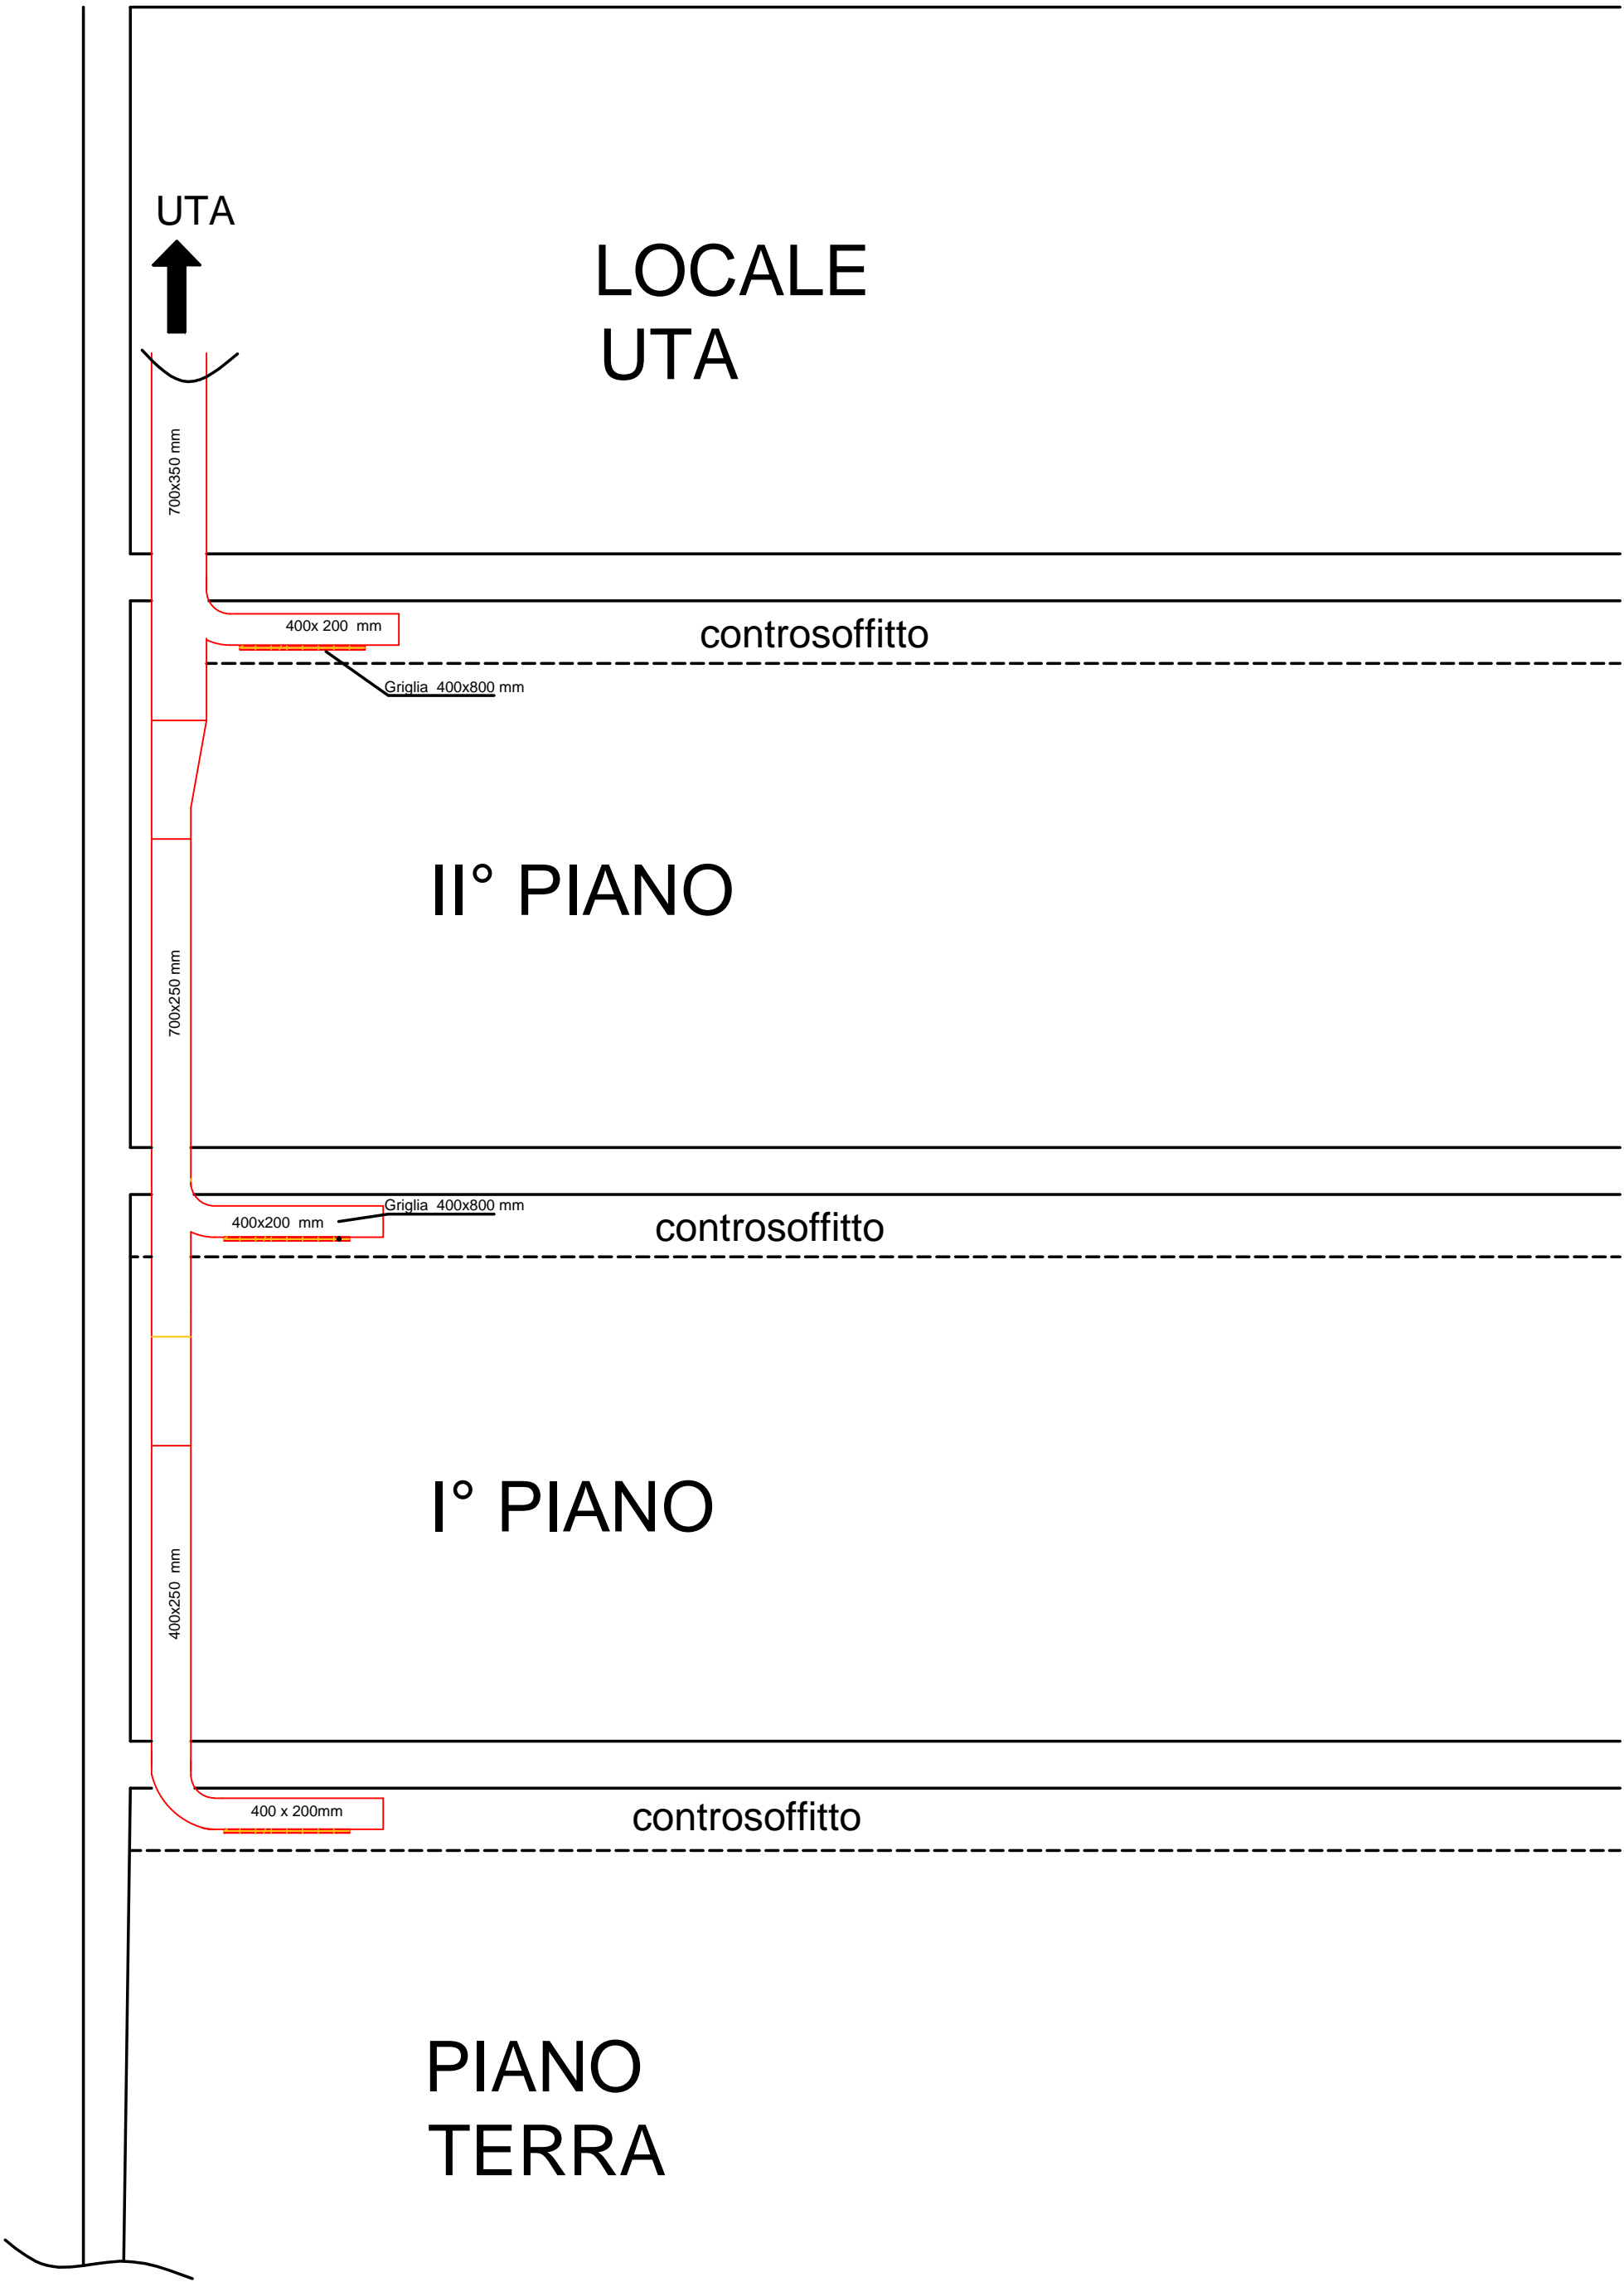 UTA
LOCALE
UTA
700x350 mm
400x 200 mm
controsoffitto
Griglia 400x800 mm
II° PIANO
700x250 mm
Griglia 400x800 mm
400x200 mm
controsoffitto
I° PIANO
400x250 mm
400 x 200mm
controsoffitto
PIANO
TERRA